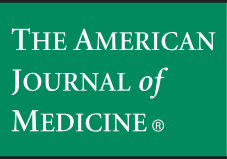 THE AMERICAN
JOURNAL of
MEDICINE ®